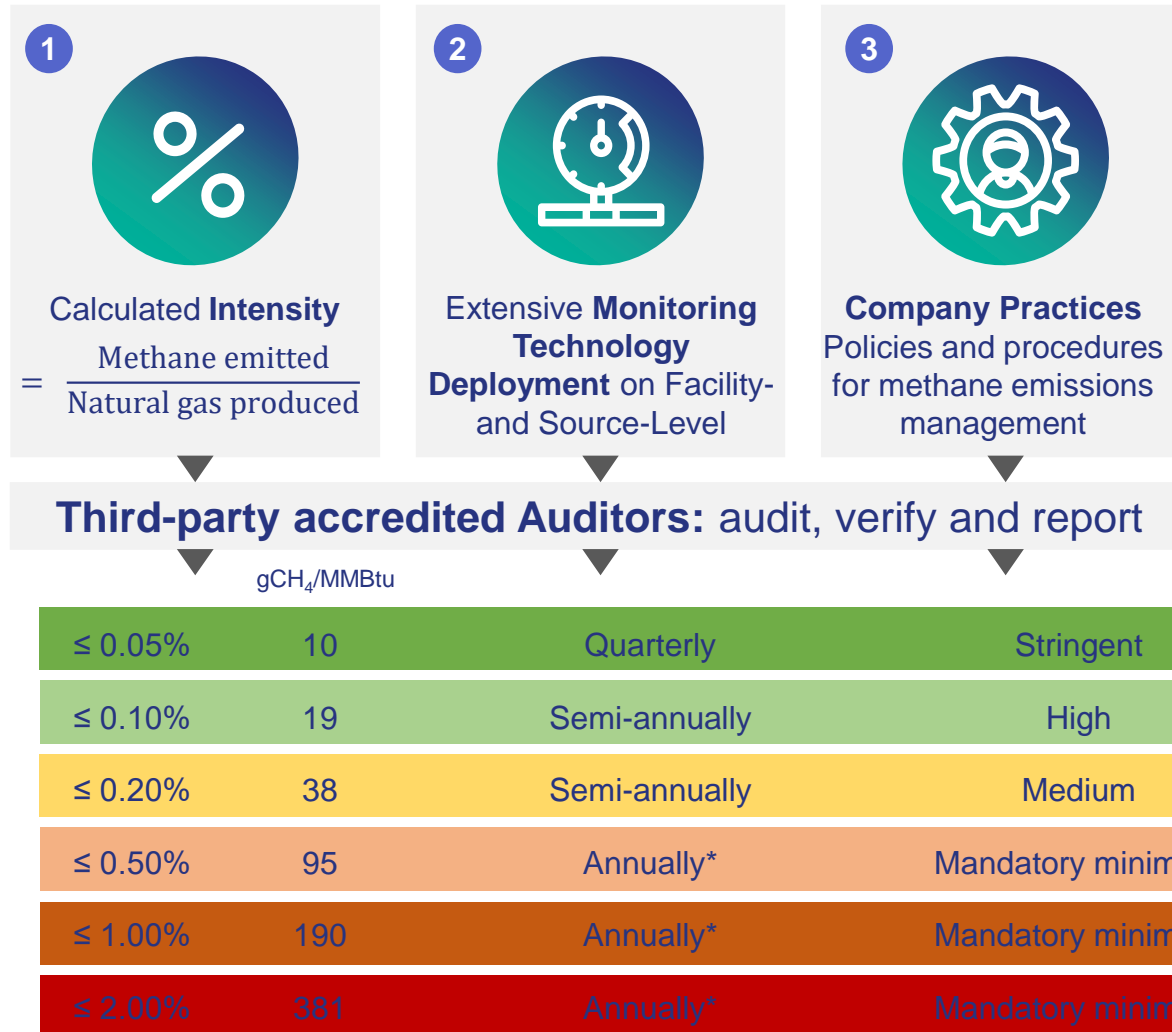 1
2
3
Calculated Intensity
= Methane emitted
Natural gas produced
Extensive Monitoring
Technology
Deployment on Facility-
and Source-Level
Company Practices
Policies and procedures
for methane emissions
management
Third-party accredited Auditors: audit, verify and report
gCH₄/MMBtu
≤ 0.05% 10 Quarterly Stringent
≤ 0.10% 19 Semi-annually High
≤ 0.20% 38 Semi-annually Medium
≤ 0.50% 95 Annually* Mandatory
≤ 1.00% 190 Annually* Mandatory
≤ 2.00% 381 Annually* Mandatory